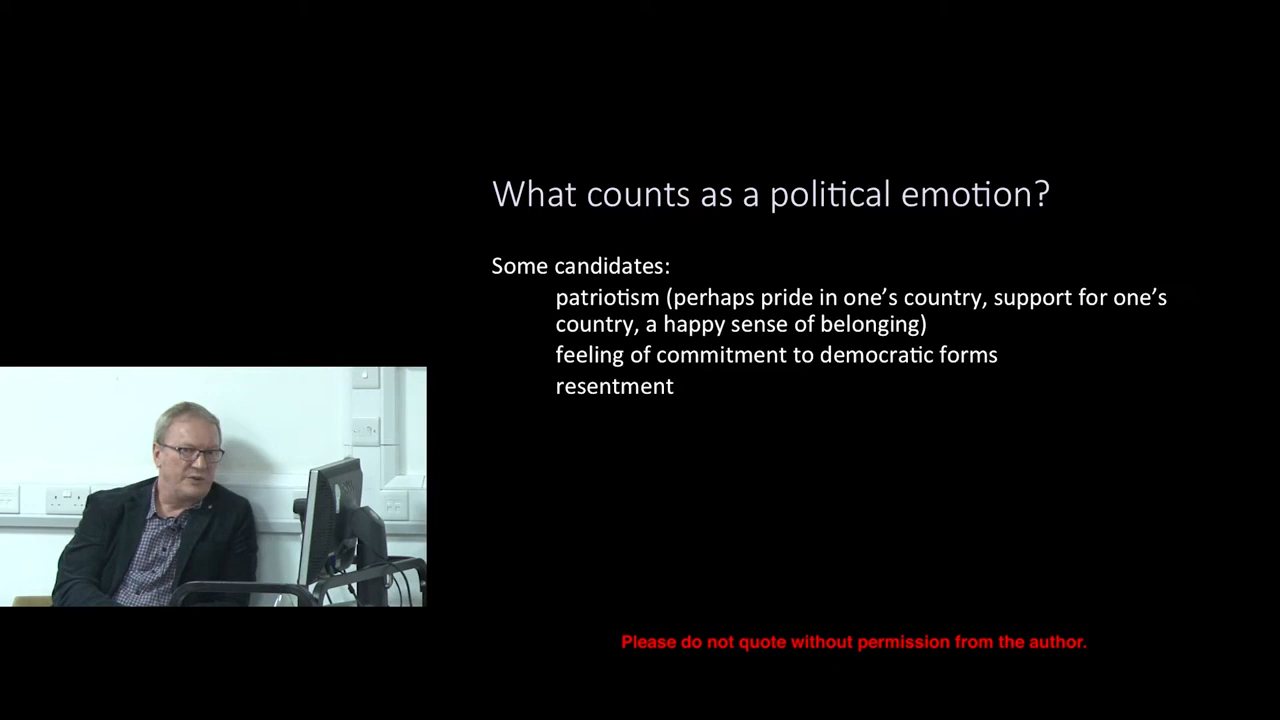 What counts as a political emotion?
Some candidates:
patriotism (perhaps pride in one’s country, support for one’s
country, a happy sense of belonging)
feeling of commitment to democratic forms
resentment
Please do not quote without permission from the author.